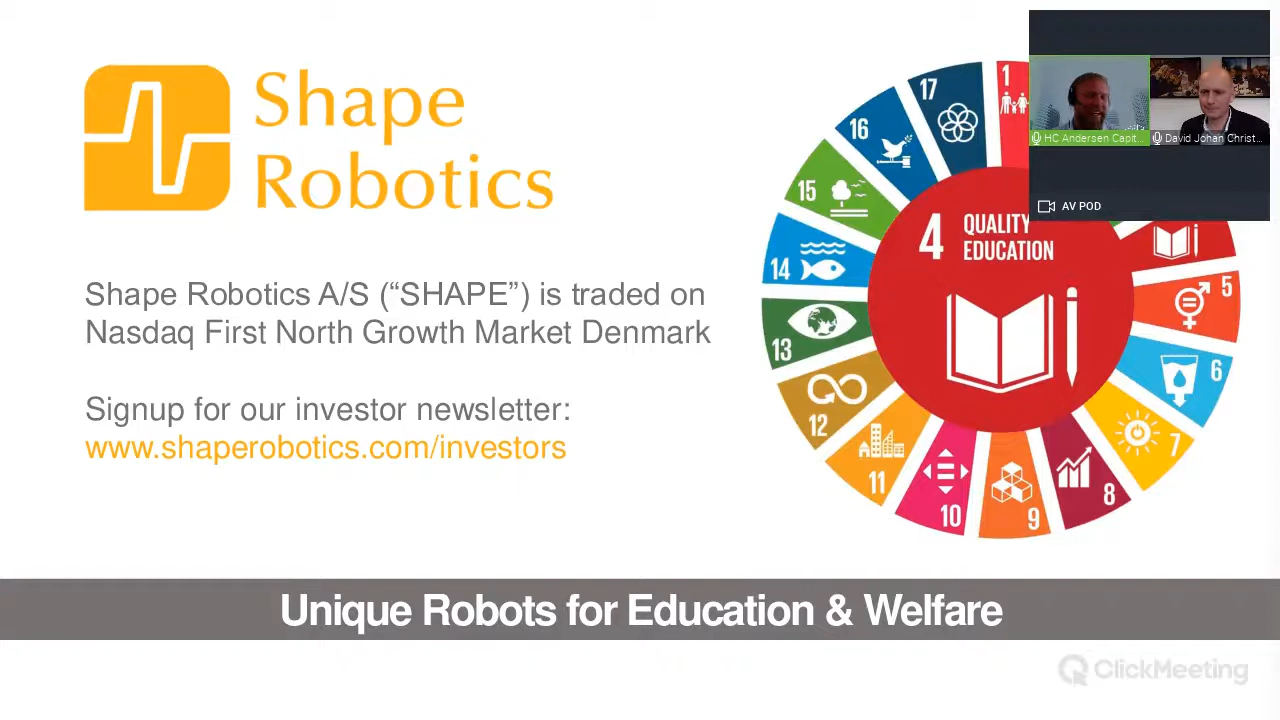 Shape
Robotics
Shape Robotics A/S (“SHAPE”) is traded on
Nasdaq First North Growth Market Denmark
Signup for our investor newsletter:
www.shaperobotics.com/investors
17
1
16
15
14
13
12
11
10
9
8
7
6
5
4 QUALITY
EDUCATION
HC Andersen Capit...
David Johan Christ...
AV POD
Unique Robots for Education & Welfare
ClickMeeting